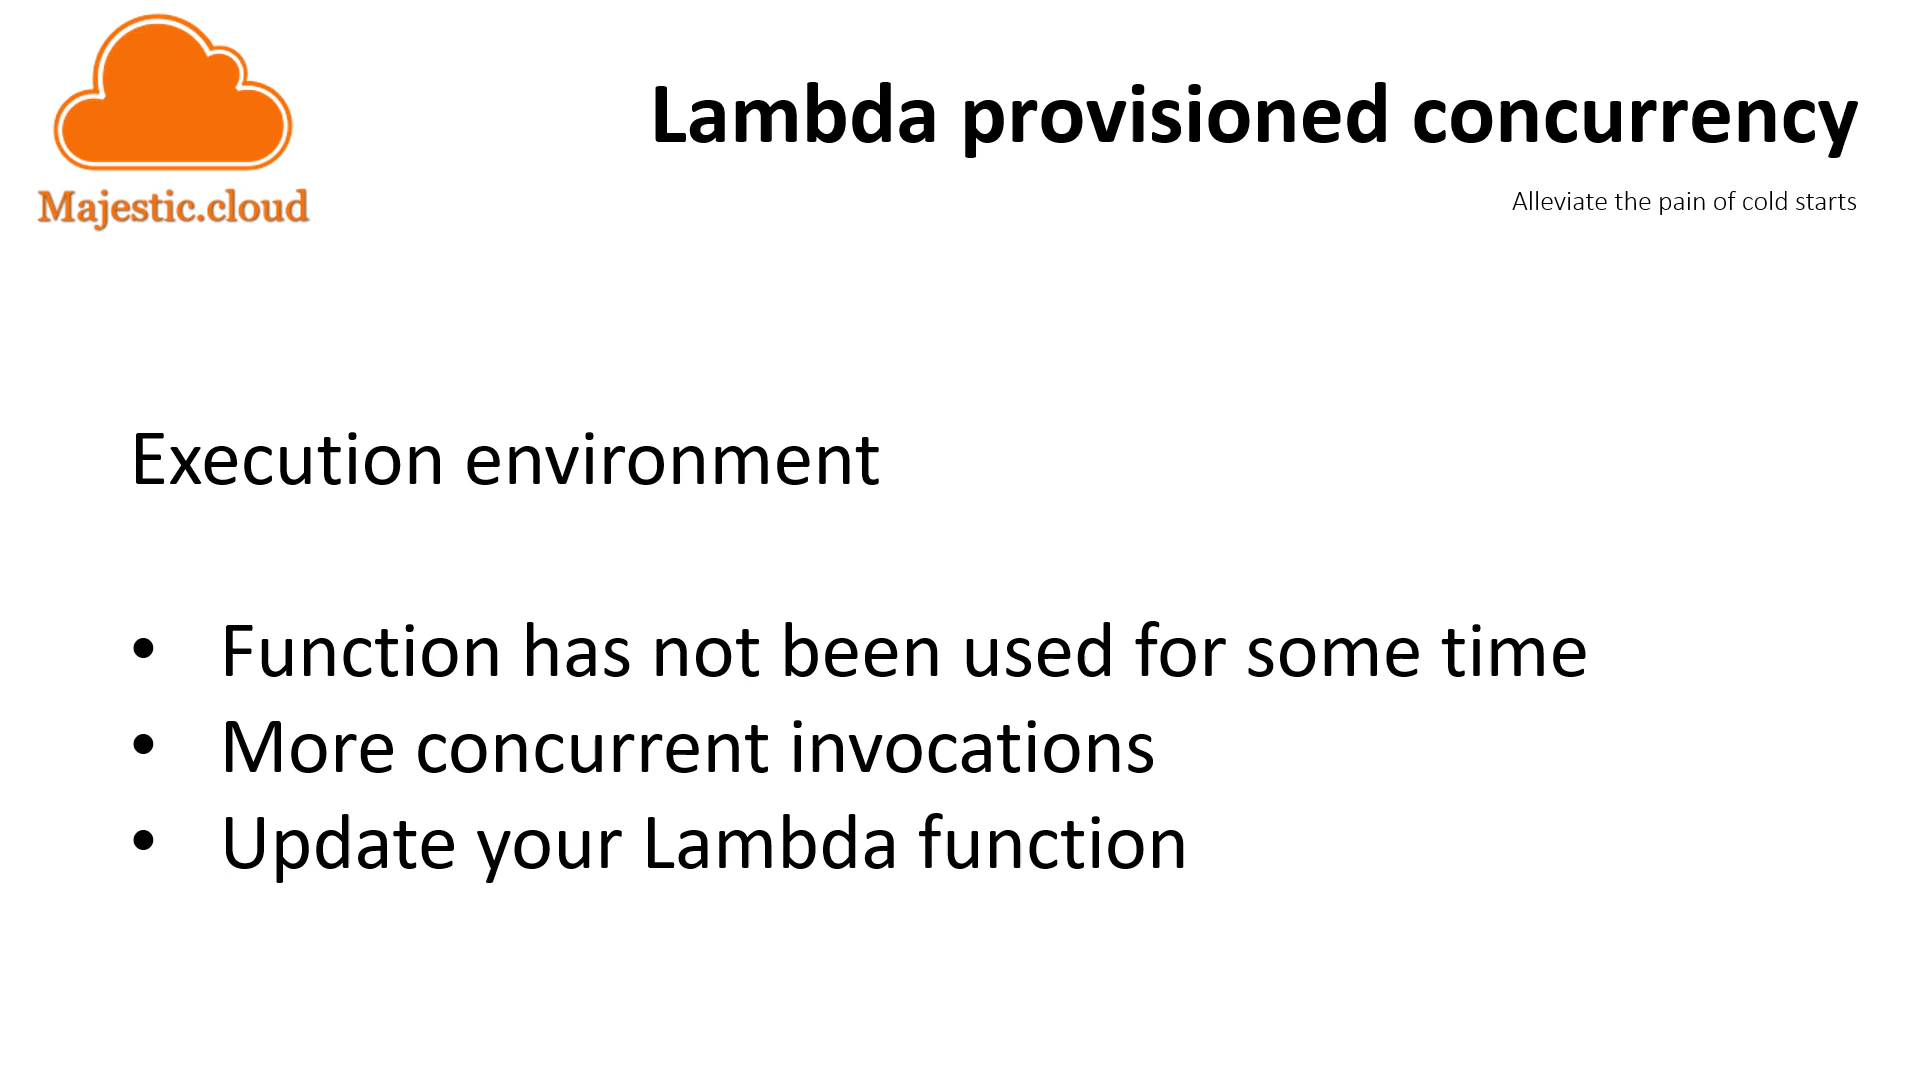 Majestic.cloud
Lambda provisioned concurrency
Alleviate the pain of cold starts
Execution environment
• Function has not been used for some time
• More concurrent invocations
• Update your Lambda function